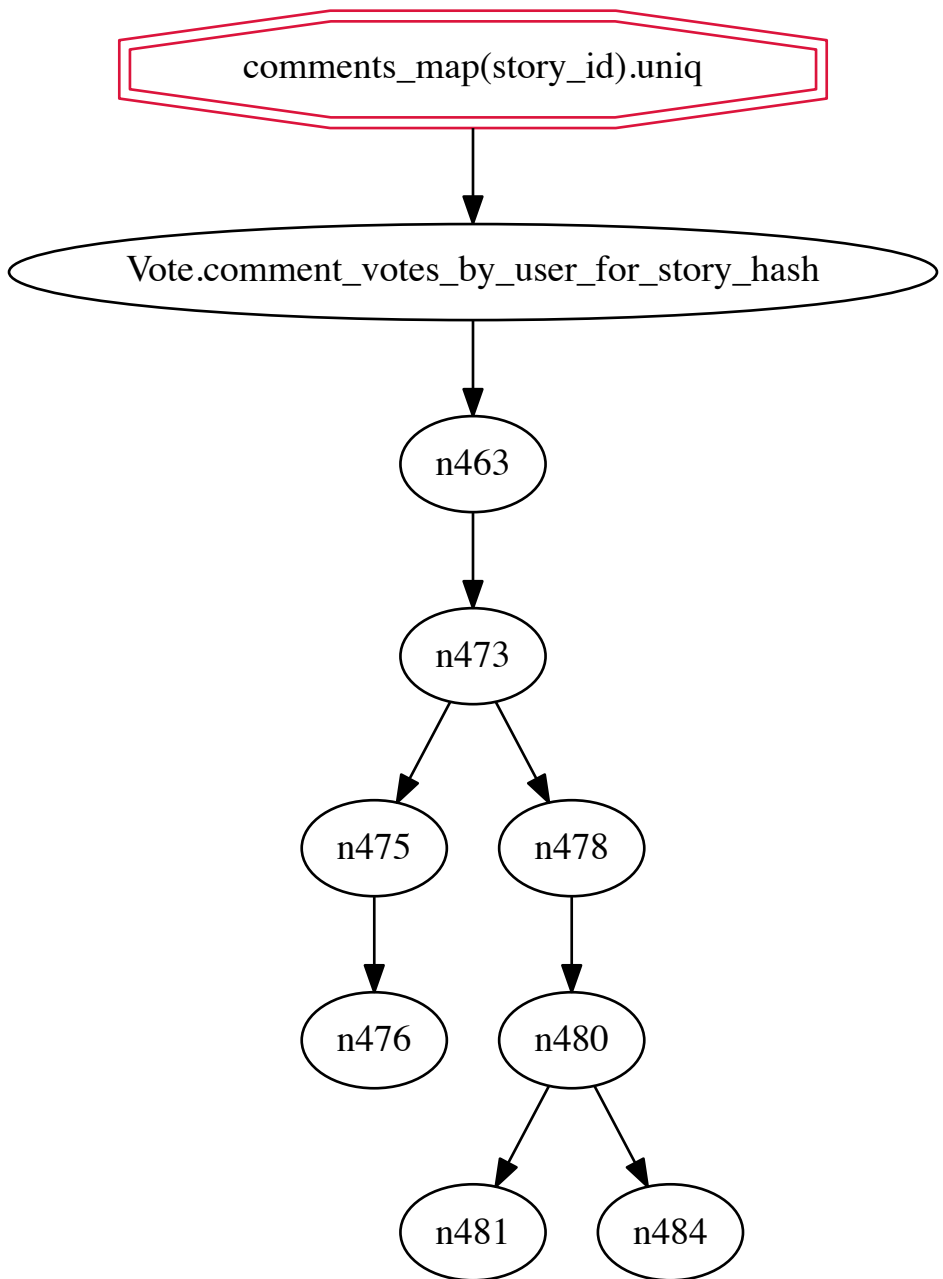 comments_map(story_id).uniq
Vote.comment_votes_by_user_for_story_hash
n463
n473
n475
n478
n476
n480
n481
n484